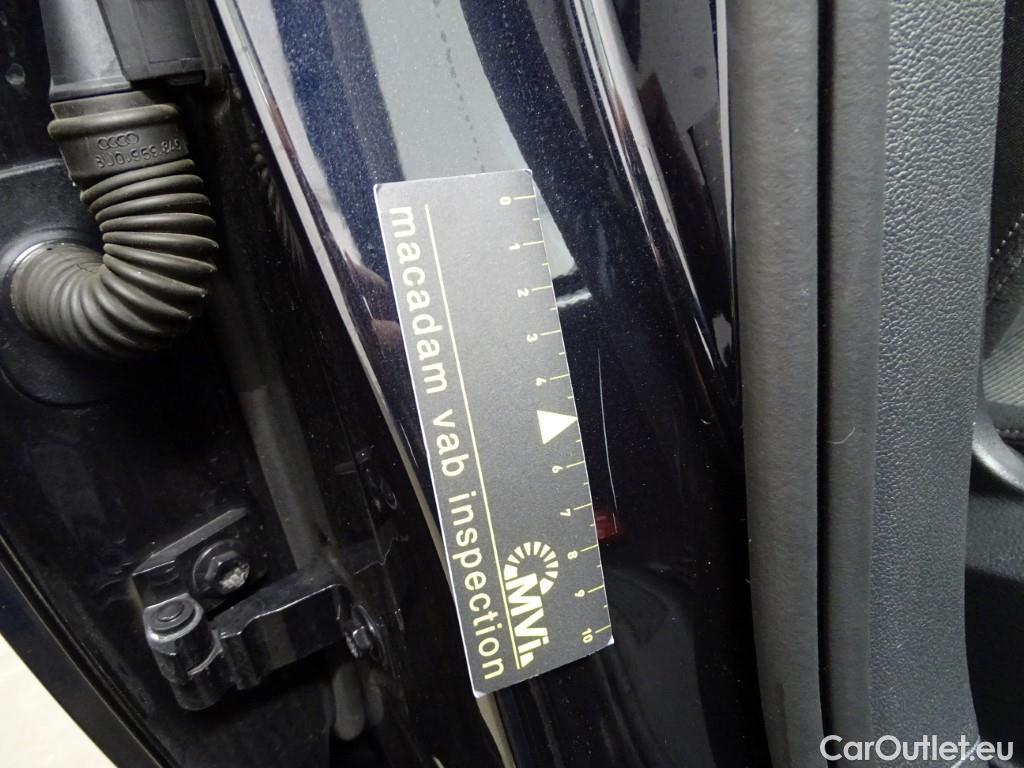 8U0.959.849
0 1 2 3 4 6 7 8 9 10
macadam vab inspection
MVi.
CarOutlet.eu